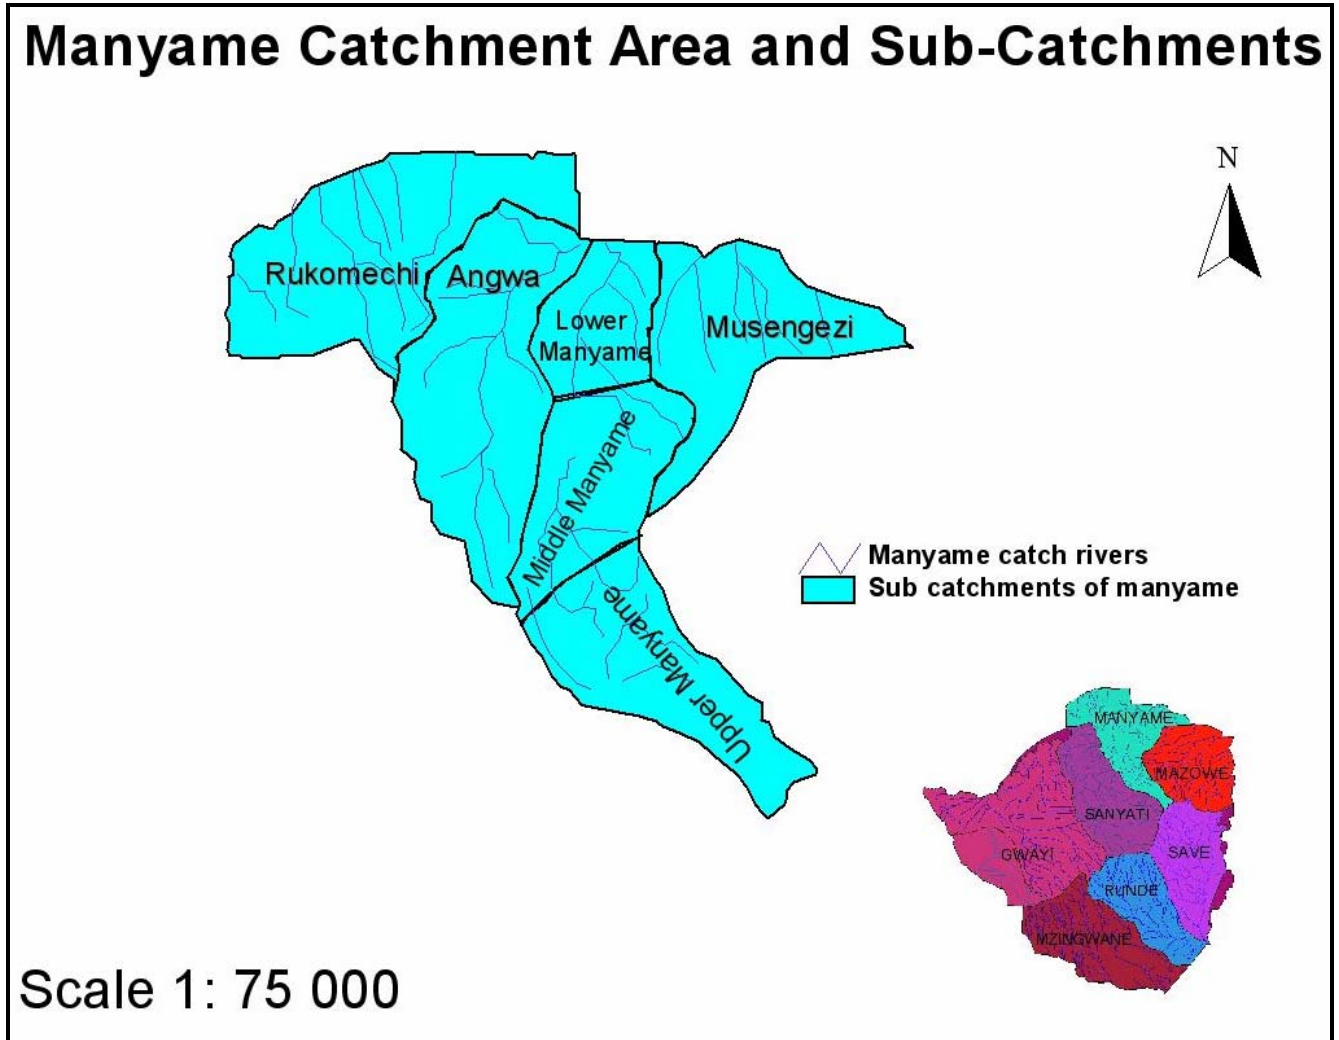 Manyame Catchment Area and Sub-Catchments
N
Rukomechi
Angwa
Lower
Manyame
Musengezi
Middle Manyame
Upper Manyame
Manyame catch rivers
Sub catchments of manyame
MANYAME
MAZOWE
SANYATI
GWAYI
SAVE
RUNDE
MZINGWANE
Scale 1: 75 000